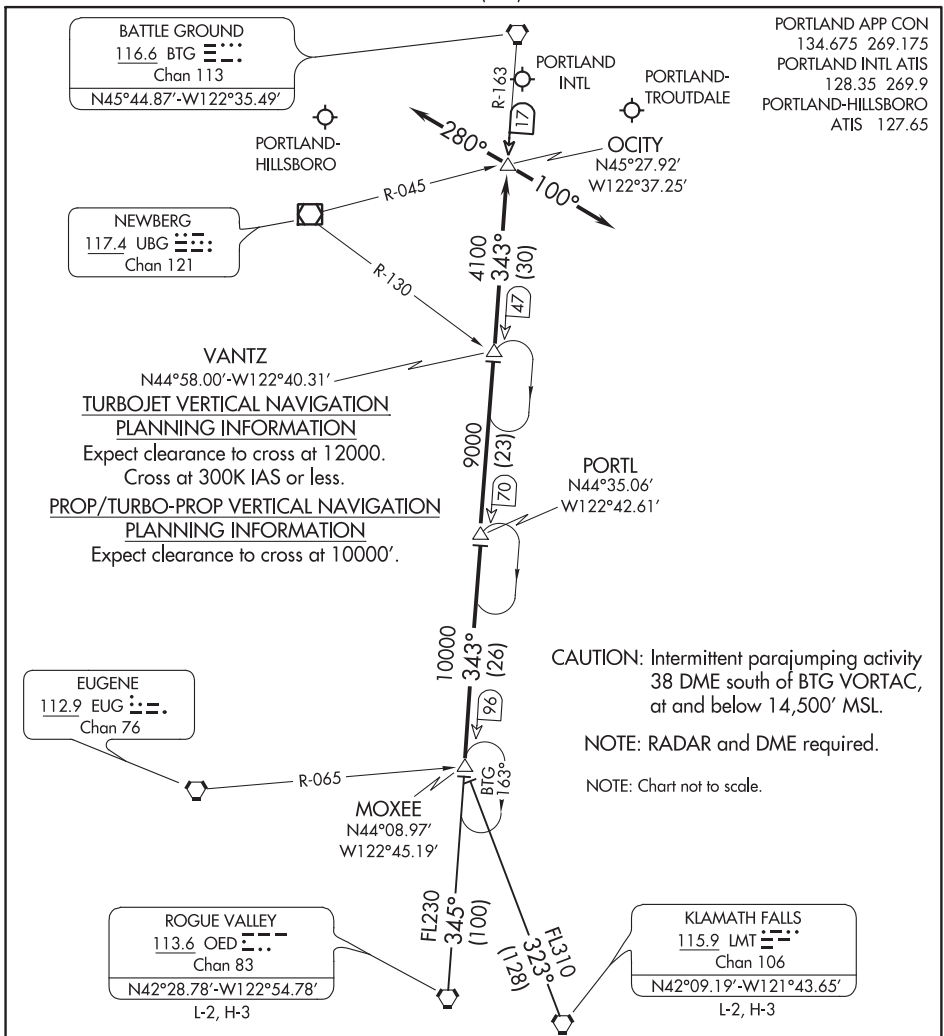 BATTLE GROUND
116.6 BTG
Chan 113
N45°44.87'-W122°35.49'
PORTLAND APP CON
134.675 269.175
PORTLAND INTL ATIS
128.35 269.9
PORTLAND-HILLSBORO
ATIS 127.65
PORTLAND
INTL
PORTLAND-
TROUTDALE
R-163
17
PORTLAND-
HILLSBORO
280°
OCITY
N45°27.92'
W122°37.25'
100°
R-045
NEWBERG
117.4 UBG
Chan 121
R-130
4100
343°
(30)
47
VANTZ
N44°58.00'-W122°40.31'
TURBOJET VERTICAL NAVIGATION
PLANNING INFORMATION
Expect clearance to cross at 12000.
Cross at 300K IAS or less.
PROP/TURBO-PROP VERTICAL NAVIGATION
PLANNING INFORMATION
Expect clearance to cross at 10000'.
9000
(23)
70
PORTL
N44°35.06'
W122°42.61'
10000
343°
(26)
96
CAUTION: Intermittent parajumping activity
38 DME south of BTG VORTAC,
at and below 14,500' MSL.
NOTE: RADAR and DME required.
NOTE: Chart not to scale.
EUGENE
112.9 EUG
Chan 76
R-065
BTG
163°
MOXEE
N44°08.97'
W122°45.19'
FL230
345°
(100)
FL310
323°
(128)
ROGUE VALLEY
113.6 OED
Chan 83
N42°28.78'-W122°54.78'
L-2, H-3
KLAMATH FALLS
115.9 LMT
Chan 106
N42°09.19'-W121°43.65'
L-2, H-3